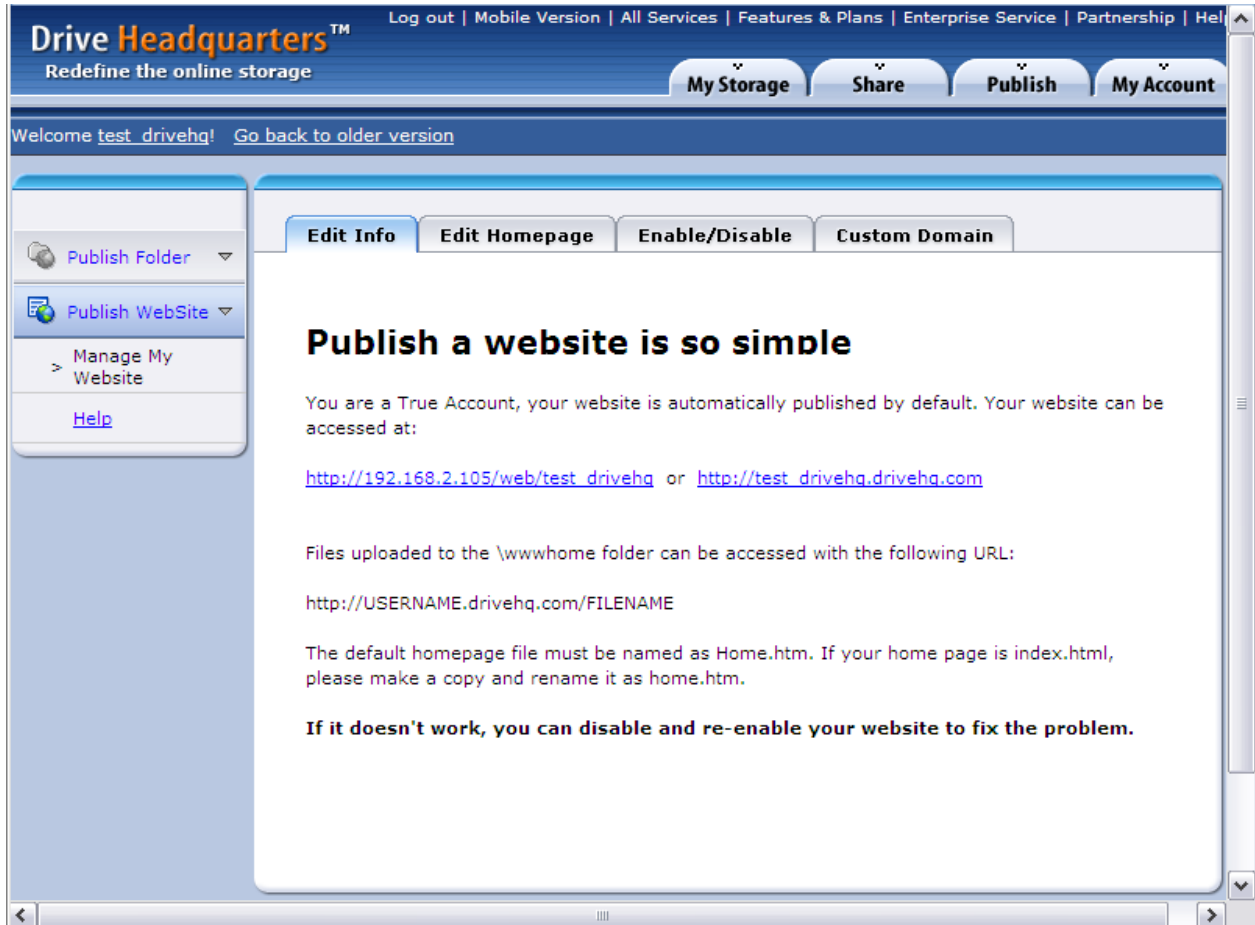 Log out | Mobile Version | All Services | Features & Plans | Enterprise Service | Partnership | Hel
Drive Headquarters™
Redefine the online storage
My Storage
Share
Publish
My Account
Welcome test_drivehq! Go back to older version
Edit Info
Edit Homepage
Enable/Disable
Custom Domain
Publish Folder
Publish WebSite
> Manage My
Website
Help
Publish a website is so simple
You are a True Account, your website is automatically published by default. Your website can be
accessed at:
http://192.168.2.105/web/test_drivehq or http://test_drivehq.drivehq.com
Files uploaded to the \wwwhome folder can be accessed with the following URL:
http://USERNAME.drivehq.com/FILENAME
The default homepage file must be named as Home.htm. If your home page is index.html,
please make a copy and rename it as home.htm.
If it doesn't work, you can disable and re-enable your website to fix the problem.